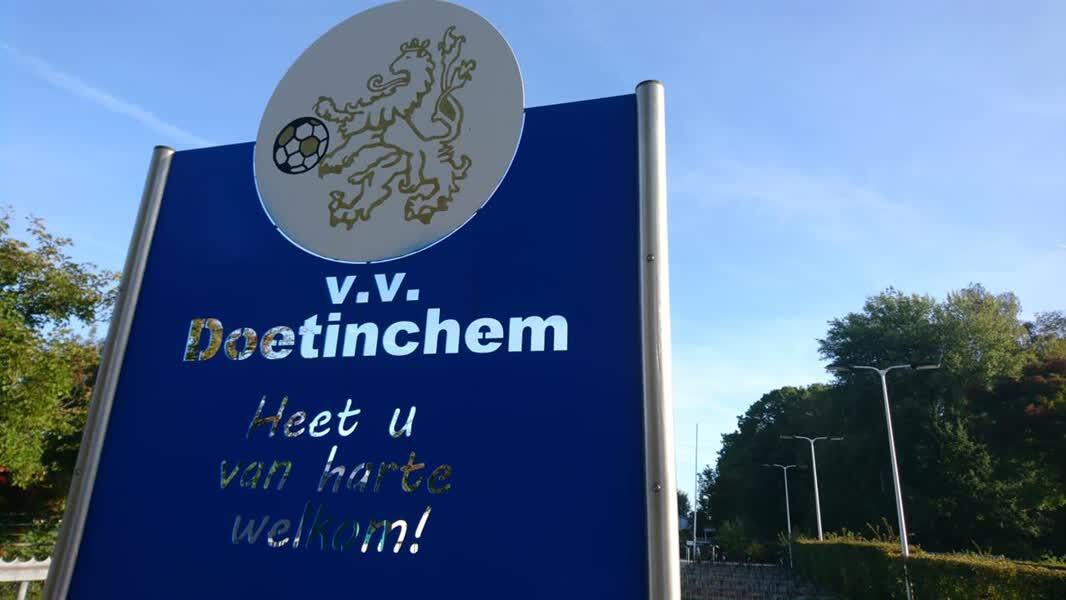 v.v.
Doetinchem
Heet u
van harte
welkom!